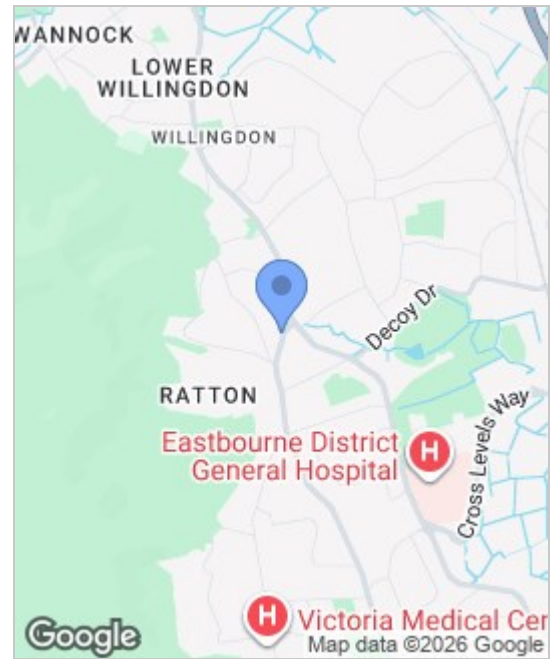 WANNOCK
LOWER
WILLINGDON
WILLINGDON
Decoy Dr
RATTON
Eastbourne District
General Hospital
H
Cross Levels Way
H
Victoria Medical Cen
Google
Map data ©2026 Google